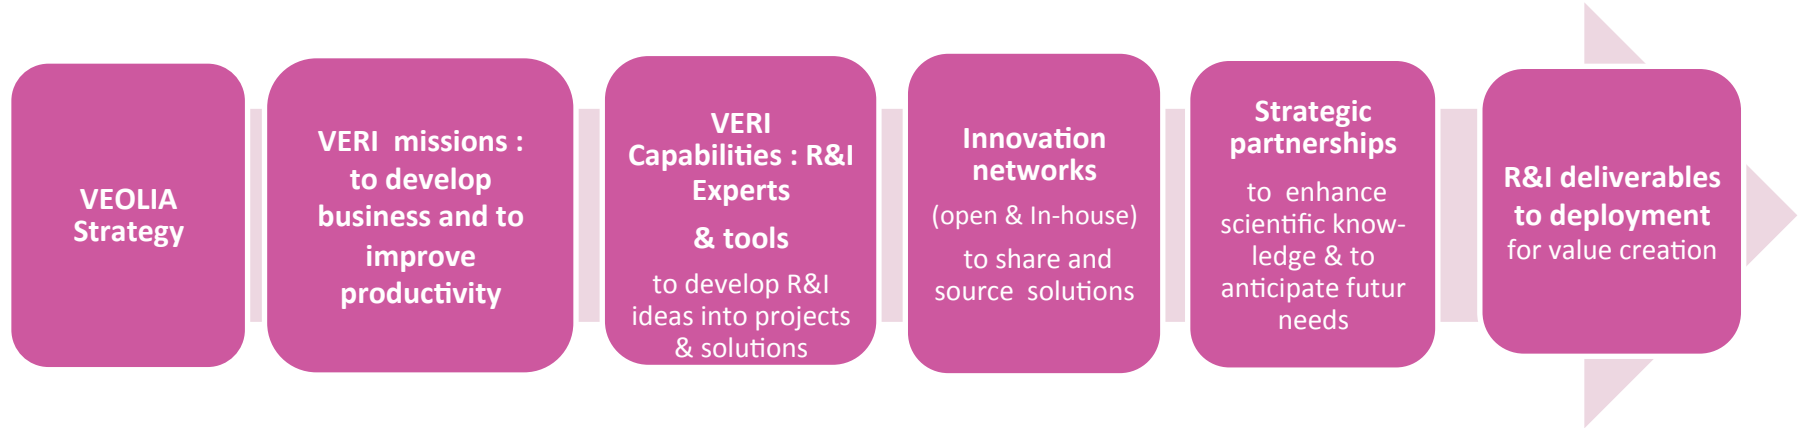 VEOLIA
Strategy
VERI missions :
to develop
business and to
improve
productivity
VERI
Capabilities : R&I
Experts
& tools
to develop R&I
ideas into projects
& solutions
Innovation
networks
(open & In-house)
to share and
source solutions
Strategic
partnerships
to enhance
scientific know-
ledge & to
anticipate futur
needs
R&I deliverables
to deployment
for value creation